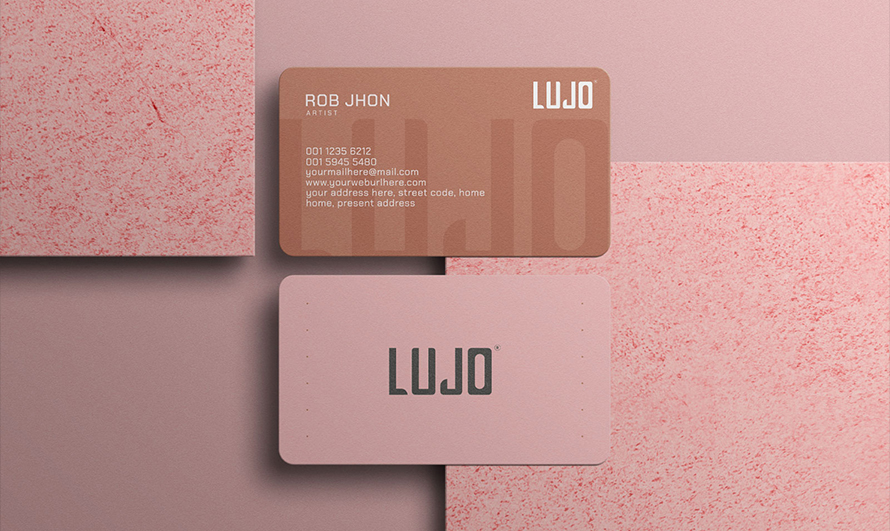 ROB JHON
ARTIST
LUJO
001 1235 6212
001 5945 5480
yourmailhere@mail.com
www.yourweburlhere.com
your address here, street code, home
home, present address
LUJO
LUJO